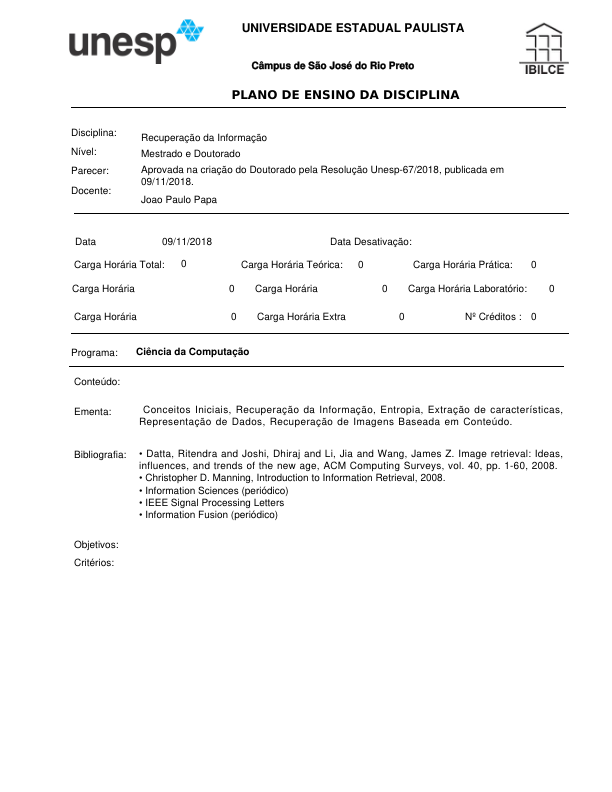 unesp
UNIVERSIDADE ESTADUAL PAULISTA
Câmpus de São José do Rio Preto
IBILCE
PLANO DE ENSINO DA DISCIPLINA
Disciplina: Recuperação da Informação
Nível: Mestrado e Doutorado
Parecer: Aprovada na criação do Doutorado pela Resolução Unesp-67/2018, publicada em
09/11/2018.
Docente: Joao Paulo Papa
Data 09/11/2018 Data Desativação:
Carga Horária Total: 0 Carga Horária Teórica: 0 Carga Horária Prática: 0
Carga Horária 0 Carga Horária 0 Carga Horária Laboratório: 0
Carga Horária 0 Carga Horária Extra 0 Nº Créditos : 0
Programa: Ciência da Computação
Conteúdo:
Ementa: Conceitos Iniciais, Recuperação da Informação, Entropia, Extração de características,
Representação de Dados, Recuperação de Imagens Baseada em Conteúdo.
Bibliografia: • Datta, Ritendra and Joshi, Dhiraj and Li, Jia and Wang, James Z. Image retrieval: Ideas,
influences, and trends of the new age, ACM Computing Surveys, vol. 40, pp. 1-60, 2008.
• Christopher D. Manning, Introduction to Information Retrieval, 2008.
• Information Sciences (periódico)
• IEEE Signal Processing Letters
• Information Fusion (periódico)
Objetivos:
Critérios: